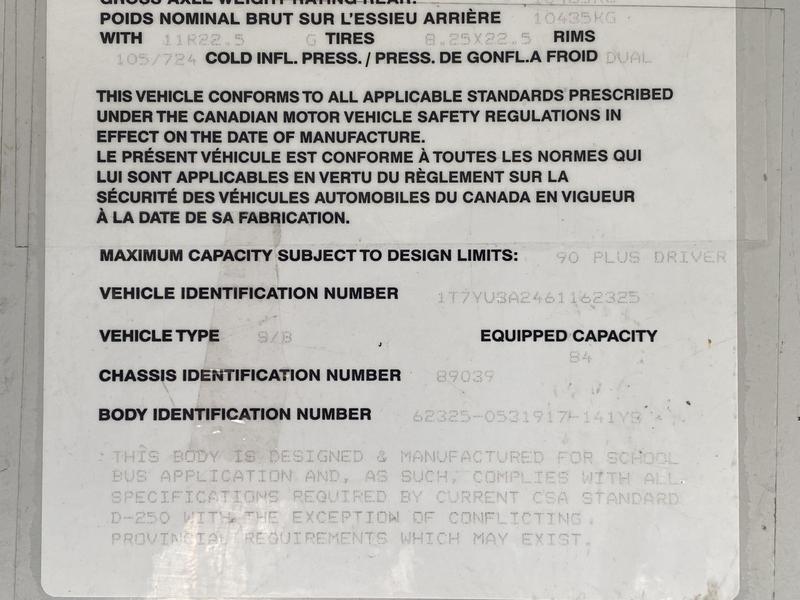 GROSS AXLE WEIGHT RATING REAR:
POIDS NOMINAL BRUT SUR L'ESSIEU ARRIÈRE 10435KG
WITH 11R22.5 G TIRES 8.25X22.5 RIMS
105/724 COLD INFL. PRESS. / PRESS. DE GONFL.A FROID DUAL
THIS VEHICLE CONFORMS TO ALL APPLICABLE STANDARDS PRESCRIBED
UNDER THE CANADIAN MOTOR VEHICLE SAFETY REGULATIONS IN
EFFECT ON THE DATE OF MANUFACTURE.
LE PRÉSENT VÉHICULE EST CONFORME À TOUTES LES NORMES QUI
LUI SONT APPLICABLES EN VERTU DU RÈGLEMENT SUR LA
SÉCURITÉ DES VÉHICULES AUTOMOBILES DU CANADA EN VIGUEUR
À LA DATE DE SA FABRICATION.
MAXIMUM CAPACITY SUBJECT TO DESIGN LIMITS: 90 PLUS DRIVER
VEHICLE IDENTIFICATION NUMBER 1T7YU3A2461162325
VEHICLE TYPE S/B EQUIPPED CAPACITY
84
CHASSIS IDENTIFICATION NUMBER 89039
BODY IDENTIFICATION NUMBER 62325-0531917-141YS
THIS BODY IS DESIGNED & MANUFACTURED FOR SCHOOL
BUS APPLICATION AND, AS SUCH, COMPLIES WITH ALL
SPECIFICATIONS REQUIRED BY CURRENT CSA STANDARD
D-250 WITH THE EXCEPTION OF CONFLICTING
PROVINCIAL REQUIREMENTS WHICH MAY EXIST.